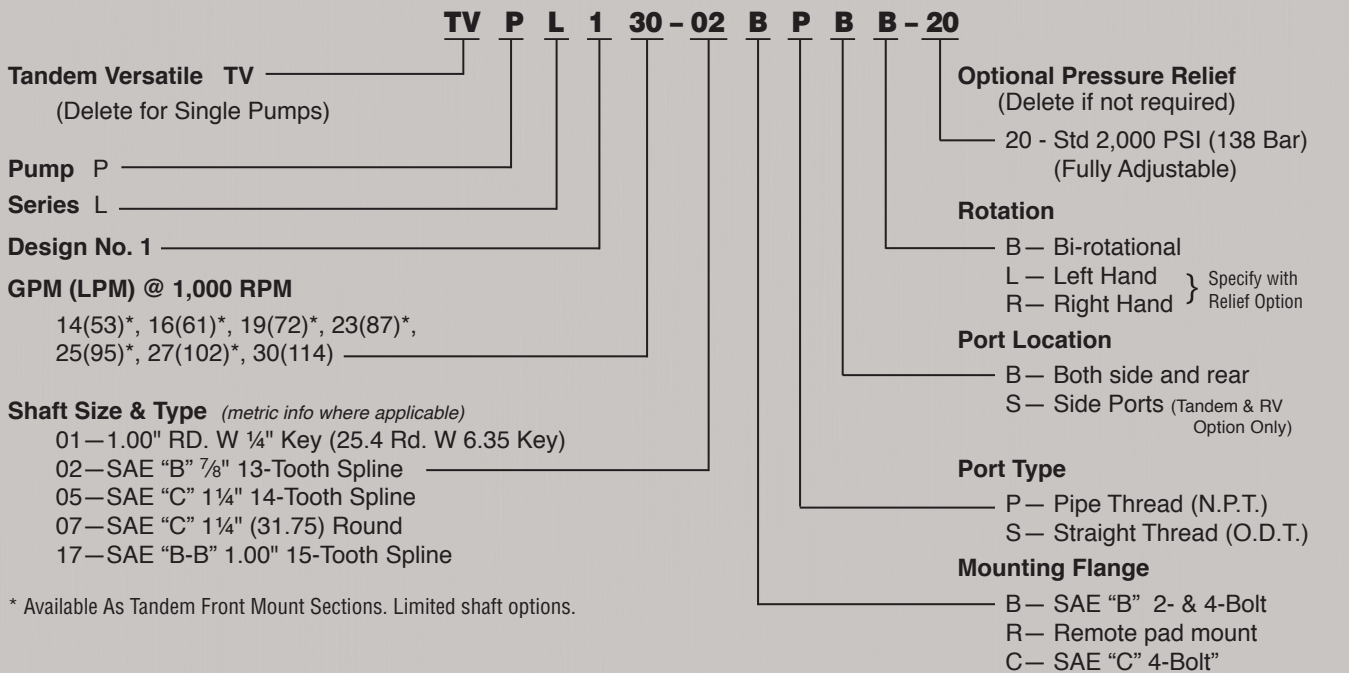 TV P L 1 30 – 02 B P B B – 20
Tandem Versatile TV
(Delete for Single Pumps)
Pump P
Series L
Design No. 1
GPM (LPM) @ 1,000 RPM
14(53)*, 16(61)*, 19(72)*, 23(87)*,
25(95)*, 27(102)*, 30(114)
Shaft Size & Type (metric info where applicable)
01—1.00" RD. W ¼" Key (25.4 Rd. W 6.35 Key)
02—SAE “B” ⅞" 13-Tooth Spline
05—SAE “C” 1¼" 14-Tooth Spline
07—SAE “C” 1¼" (31.75) Round
17—SAE “B-B” 1.00" 15-Tooth Spline
* Available As Tandem Front Mount Sections. Limited shaft options.
Optional Pressure Relief
(Delete if not required)
20 - Std 2,000 PSI (138 Bar)
(Fully Adjustable)
Rotation
B— Bi-rotational
L— Left Hand
R— Right Hand
} Specify with
Relief Option
Port Location
B— Both side and rear
S— Side Ports (Tandem & RV
Option Only)
Port Type
P— Pipe Thread (N.P.T.)
S— Straight Thread (O.D.T.)
Mounting Flange
B— SAE “B” 2- & 4-Bolt
R— Remote pad mount
C— SAE “C” 4-Bolt”